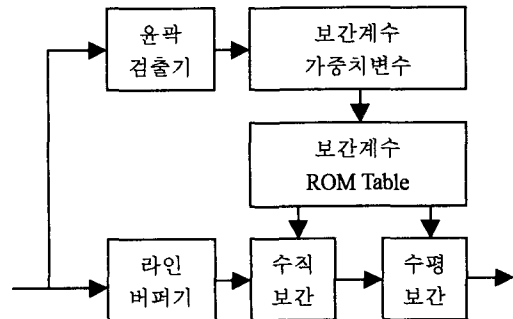 윤곽
검출기
보간계수
가중치변수
보간계수
ROM Table
라인
버퍼기
수직
보간
수평
보간